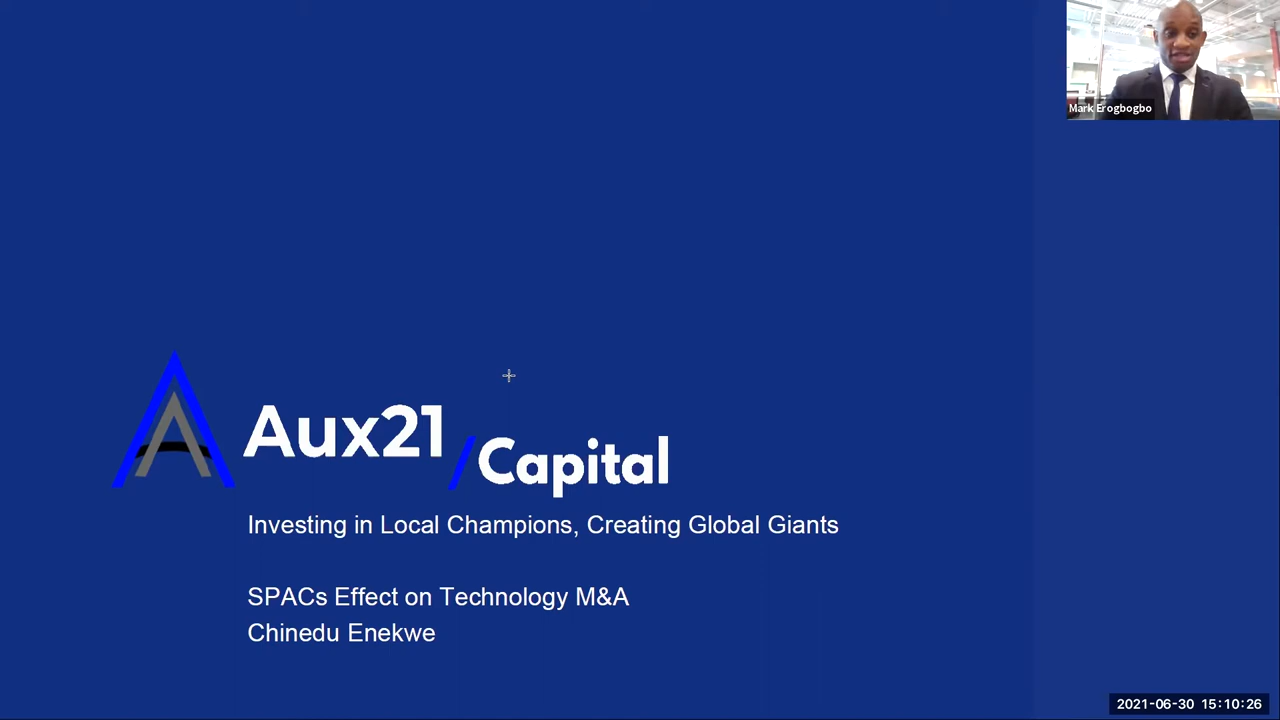 Mark Erogbogbo
Aux21
/Capital
Investing in Local Champions, Creating Global Giants
SPACs Effect on Technology M&A
Chinedu Enekwe
2021-06-30 15:10:26